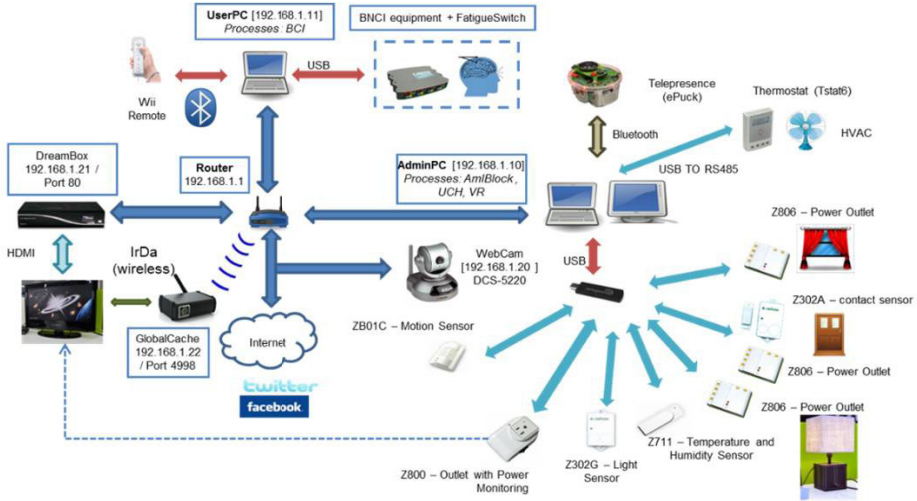 UserPC [192.168.1.11]
Processes: BCI
BNCI equipment + FatigueSwitch
USB
Wii
Remote
Telepresence
(ePuck)
Thermostat (Tstat6)
HVAC
Bluetooth
USB TO RS485
DreamBox
192.168.1.21 /
Port 80
Router
192.168.1.1
AdminPC [192.168.1.10]
Processes: AmIBlock,
UCH, VR
HDMI
IrDa
(wireless)
WebCam
[192.168.1.20 ]
DCS-5220
USB
Z806 – Power Outlet
Z302A – contact sensor
GlobalCache
192.168.1.22
/ Port 4998
Internet
twitter
facebook.
ZB01C – Motion Sensor
Z806 – Power Outlet
Z806 – Power Outlet
Z800 – Outlet with Power
Monitoring
Z302G – Light
Sensor
Z711 – Temperature and
Humidity Sensor